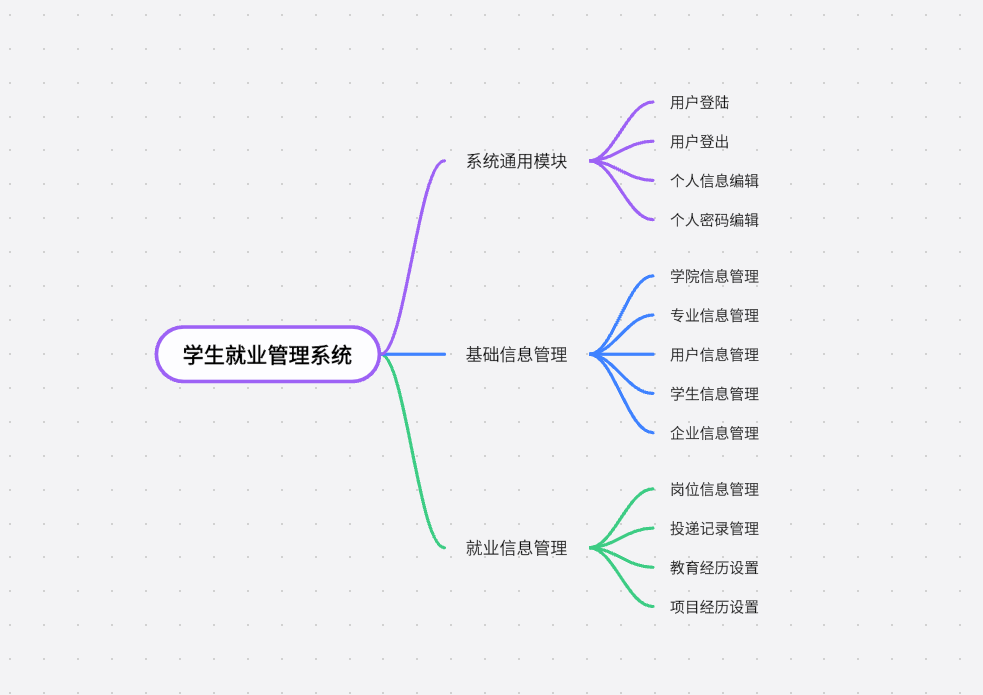 学生就业管理系统
系统通用模块
用户登陆
用户登出
个人信息编辑
个人密码编辑
基础信息管理
学院信息管理
专业信息管理
用户信息管理
学生信息管理
企业信息管理
就业信息管理
岗位信息管理
投递记录管理
教育经历设置
项目经历设置